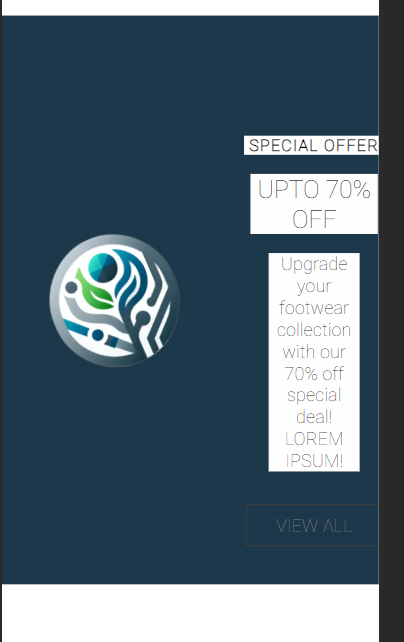 SPECIAL OFFER
UPTO 70%
OFF
Upgrade
your
footwear
collection
with our
70% off
special
deal!
LOREM
IPSUM!
VIEW ALL